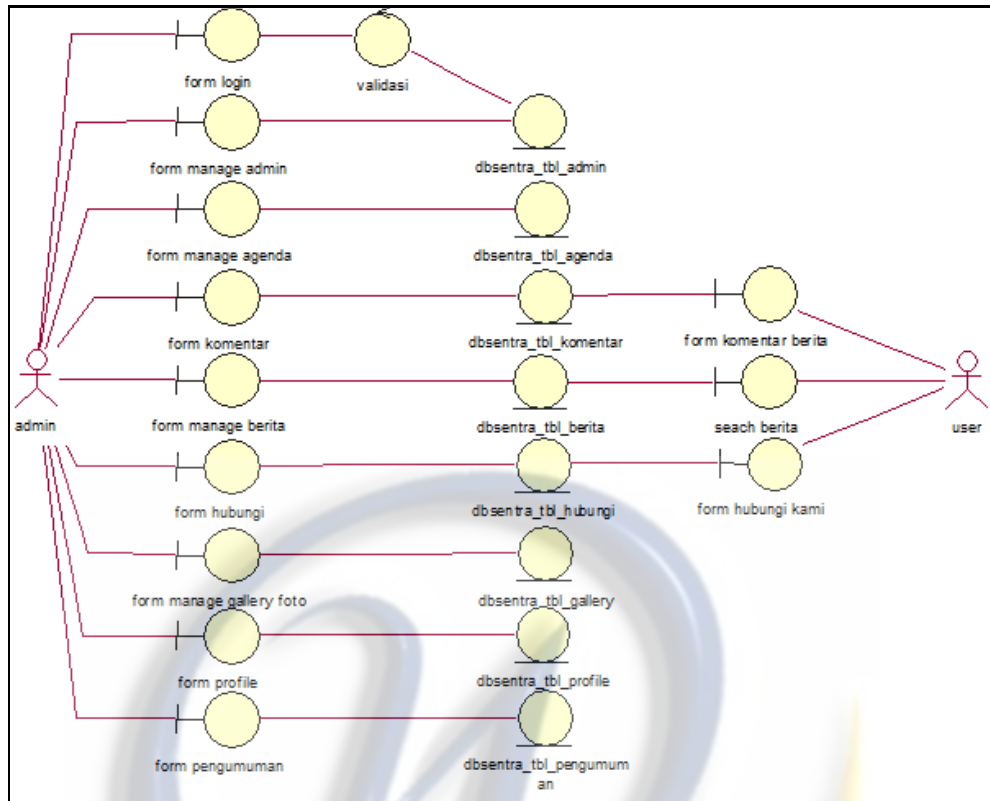 form login
validasi
form manage admin
dbsentra_tbl_admin
form manage agenda
dbsentra_tbl_agenda
form komentar
dbsentra_tbl_komentar
form komentar berita
admin
form manage berita
dbsentra_tbl_berita
seach berita
user
form hubungi
dbsentra_tbl_hubungi
form hubungi kami
form manage gallery foto
dbsentra_tbl_gallery
form profile
dbsentra_tbl_profile
form pengumuman
dbsentra_tbl_pengumum
an